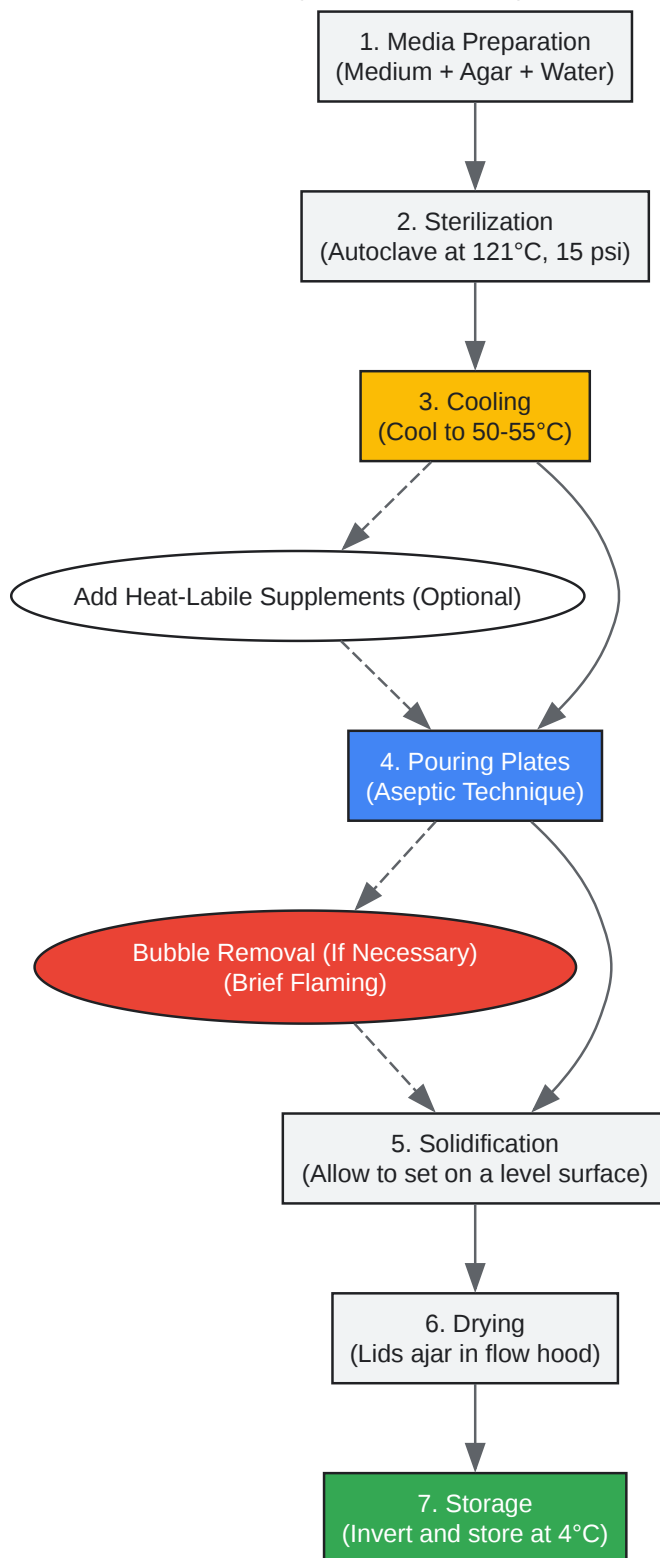 1. Media Preparation
(Medium + Agar + Water)
2. Sterilization
(Autoclave at 121°C, 15 psi)
3. Cooling
(Cool to 50-55°C)
Add Heat-Labile Supplements (Optional)
4. Pouring Plates
(Aseptic Technique)
Bubble Removal (If Necessary)
(Brief Flaming)
5. Solidification
(Allow to set on a level surface)
6. Drying
(Lids ajar in flow hood)
7. Storage
(Invert and store at 4°C)